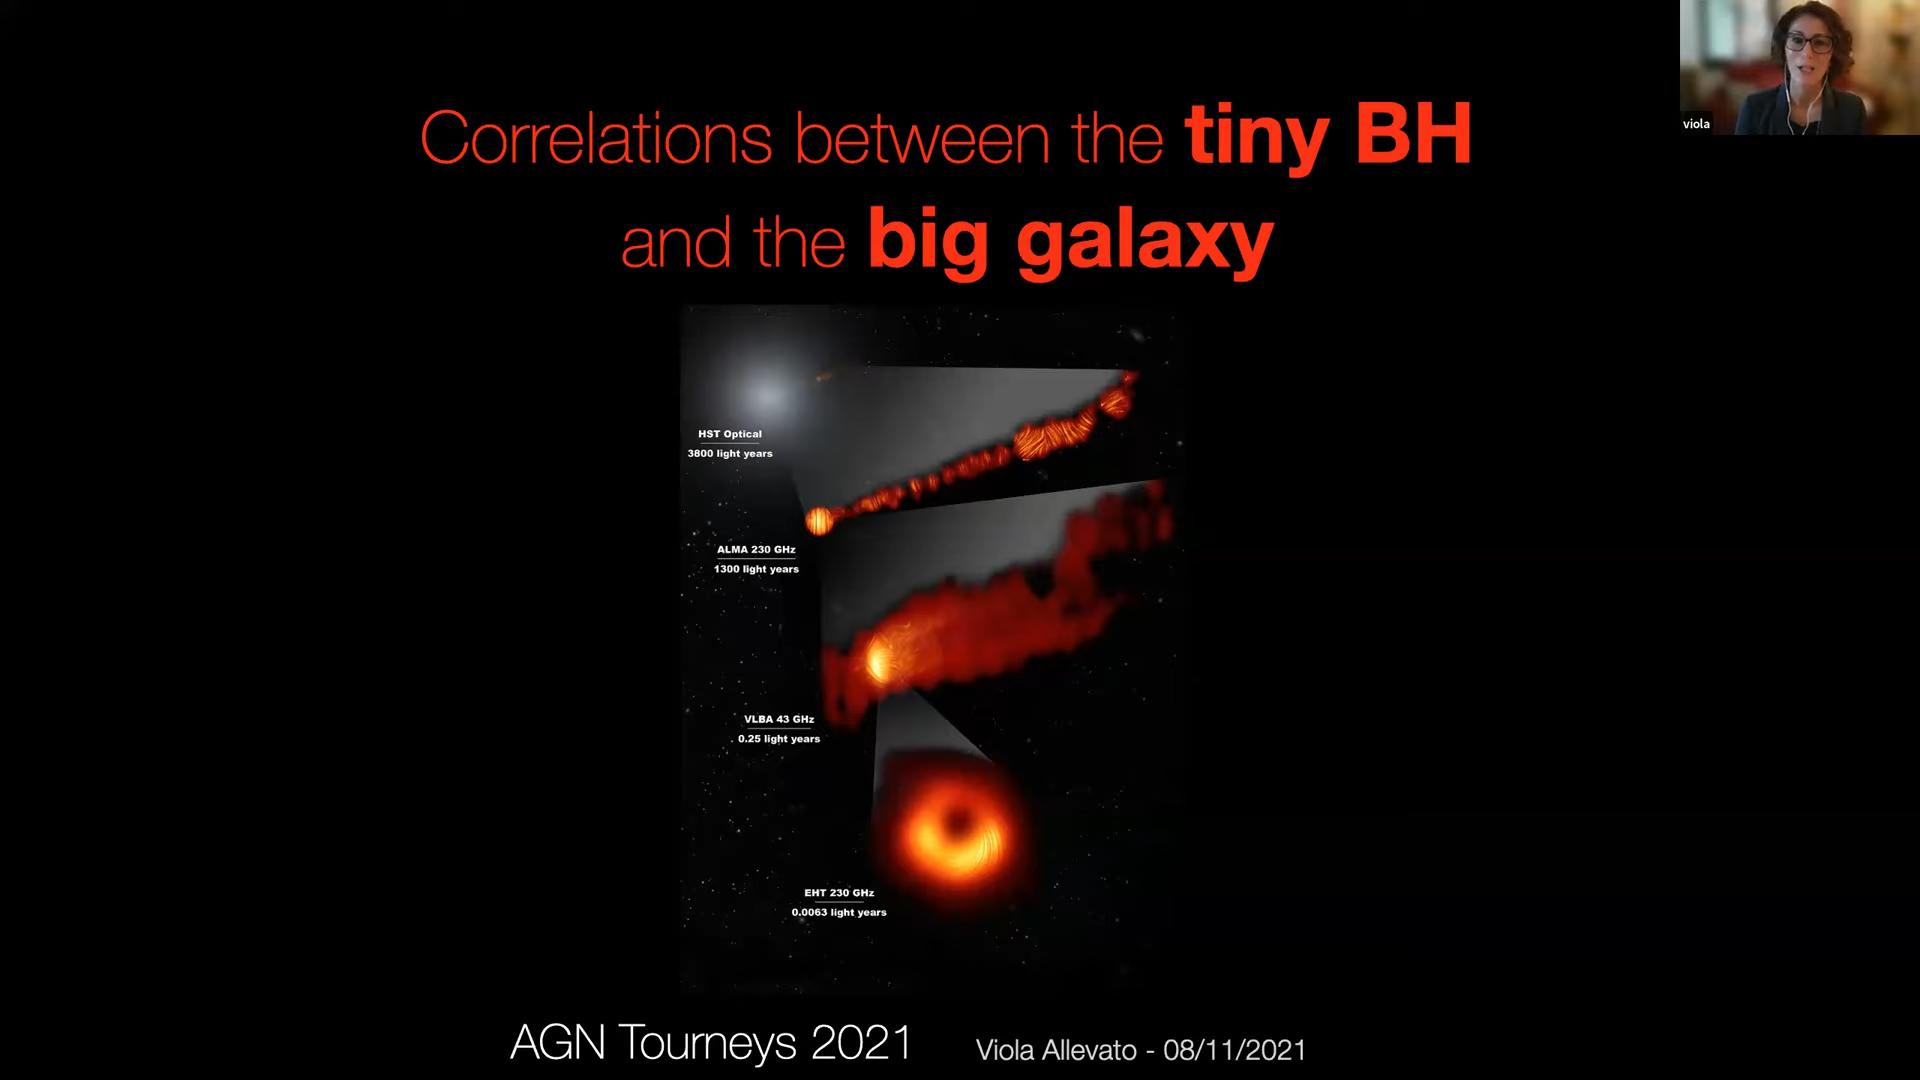 Correlations between the tiny BH
and the big galaxy
viola
HST Optical
3800 light years
ALMA 230 GHz
1300 light years
VLBA 43 GHz
0.25 light years
EHT 230 GHz
0.0063 light years
AGN Tourneys 2021
Viola Allevato - 08/11/2021